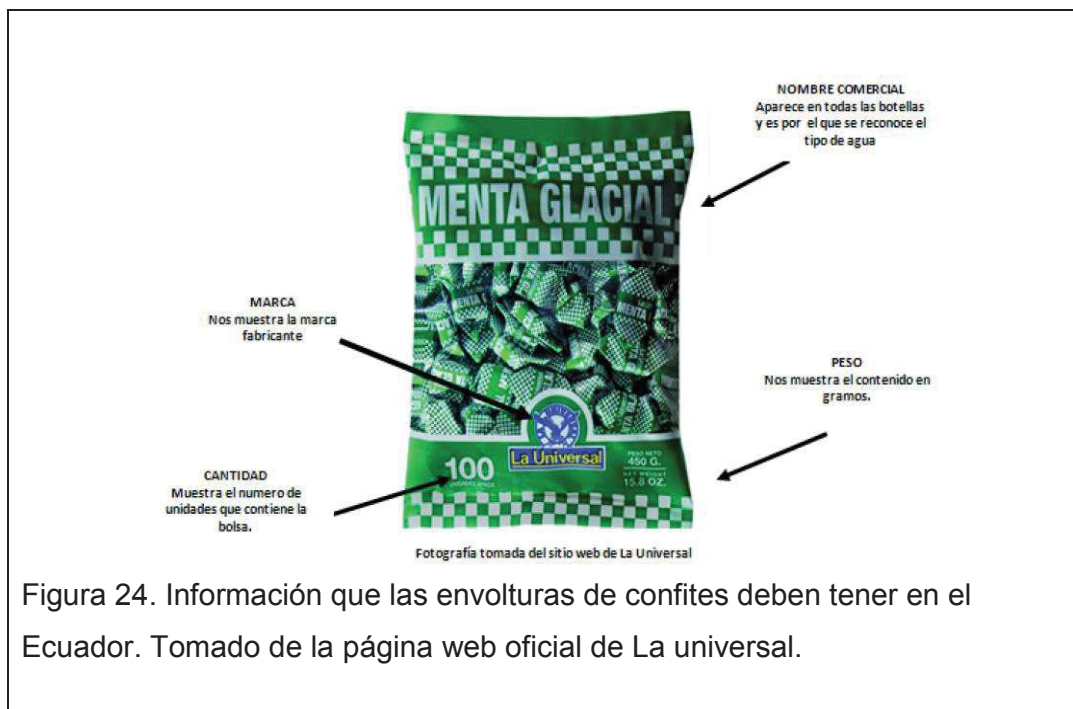 NOMBRE COMERCIAL
Aparece en todas las botellas
y es por el que se reconoce el
tipo de agua
MENTA GLACIAL
MARCA
Nos muestra la marca
fabricante
PESO
Nos muestra el contenido en
gramos.
La Universal
100
PESO NETO
450 G.
NET WEIGHT
15.8 OZ.
CANTIDAD
Muestra el numero de
unidades que contiene la
bolsa.
Fotografía tomada del sitio web de La Universal
Figura 24. Información que las envolturas de confites deben tener en el
Ecuador. Tomado de la página web oficial de La universal.